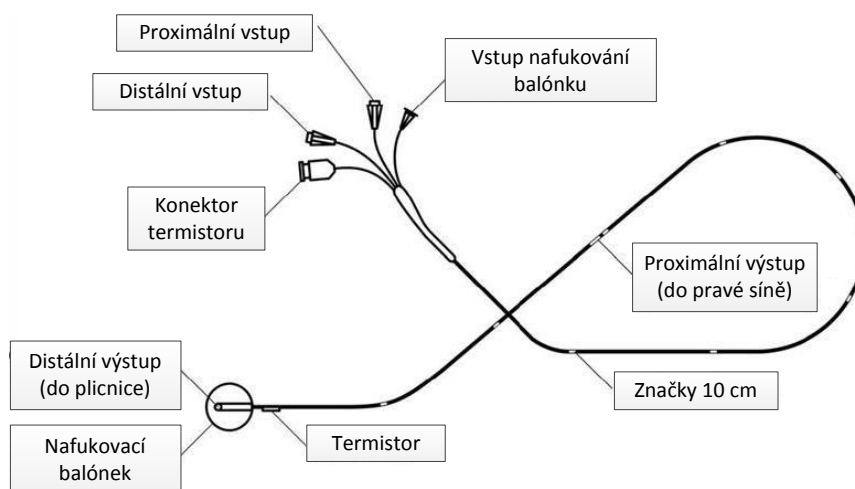 Proximální vstup
Vstup nafukování
balónku
Distální vstup
Konektor
termistoru
Proximální výstup
(do pravé síně)
Distální výstup
(do plicnice)
Značky 10 cm
Nafukovací
balónek
Termistor